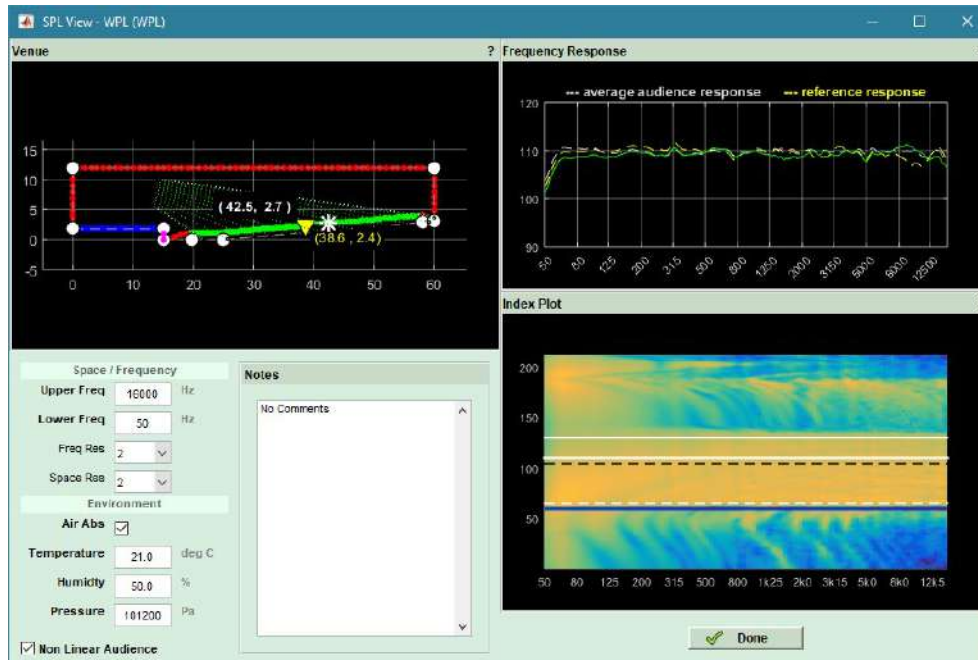 SPL View - WPL (WPL)
Venue ?
15
10
5
0
-5
0 10 20 30 40 50 60
(42.5, 2.7)
(38.6, 2.4)
Frequency Response
--- average audience response --- reference response
120
110
100
90
50 80 125 200 315 500 800 1250 2000 3150 5000 8000 12500
Index Plot
200
150
100
50
50 80 125 200 315 500 800 1k25 2k0 3k15 5k0 8k0 12k5
Space / Frequency
Upper Freq 16000 Hz
Lower Freq 50 Hz
Freq Res 2
Space Res 2
Environment
Air Abs
Temperature 21.0 deg C
Humidity 50.0 %
Pressure 101200 Pa
Non Linear Audience
Notes
No Comments
Done